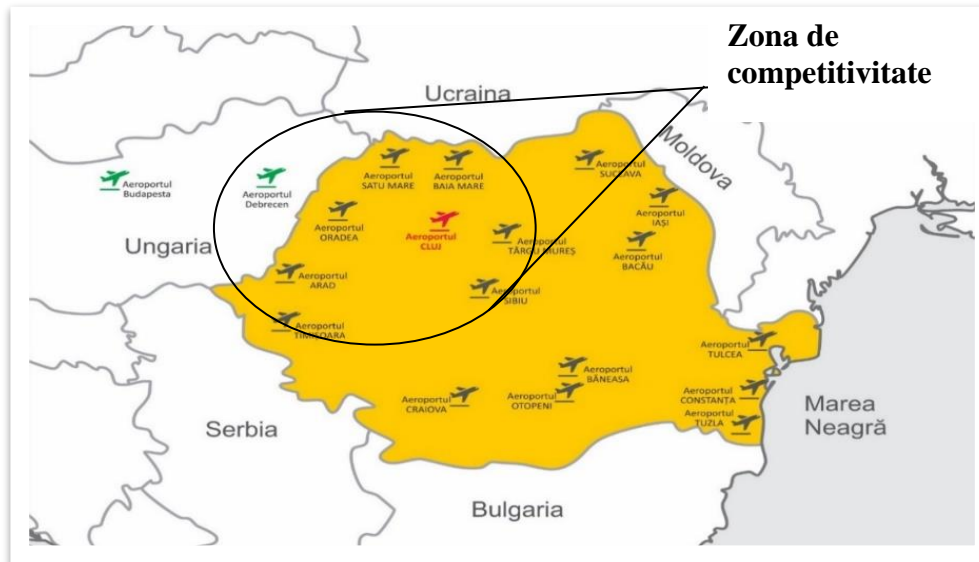 Zona de
competitivitate
Ucraina
Moldova
Aeroportul
SUCEAVA
Aeroportul
SATU MARE
Aeroportul
BAIA MARE
Aeroportul
Budapesta
Aeroportul
Debrecen
Aeroportul
IAȘI
Aeroportul
ORADEA
Aeroportul
CLUJ
Aeroportul
TÂRGU MUREȘ
Aeroportul
BACĂU
Ungaria
Aeroportul
ARAD
Aeroportul
SIBIU
Aeroportul
TIMIȘOARA
Aeroportul
TULCEA
Aeroportul
BĂNEASA
Aeroportul
CRAIOVA
Aeroportul
OTOPENI
Aeroportul
CONSTANȚA
Aeroportul
TUZLA
Marea
Neagră
Serbia
Bulgaria